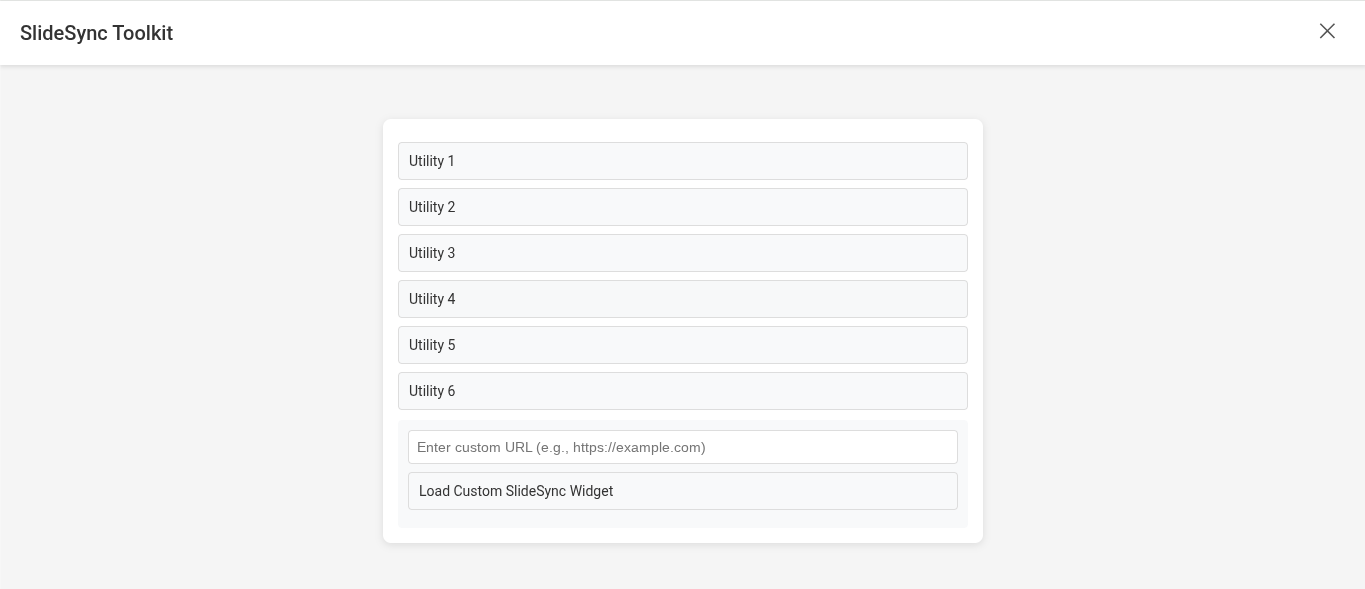 SlideSync Toolkit
Utility 1
Utility 2
Utility 3
Utility 4
Utility 5
Utility 6
Enter custom URL (e.g., https://example.com)
Load Custom SlideSync Widget